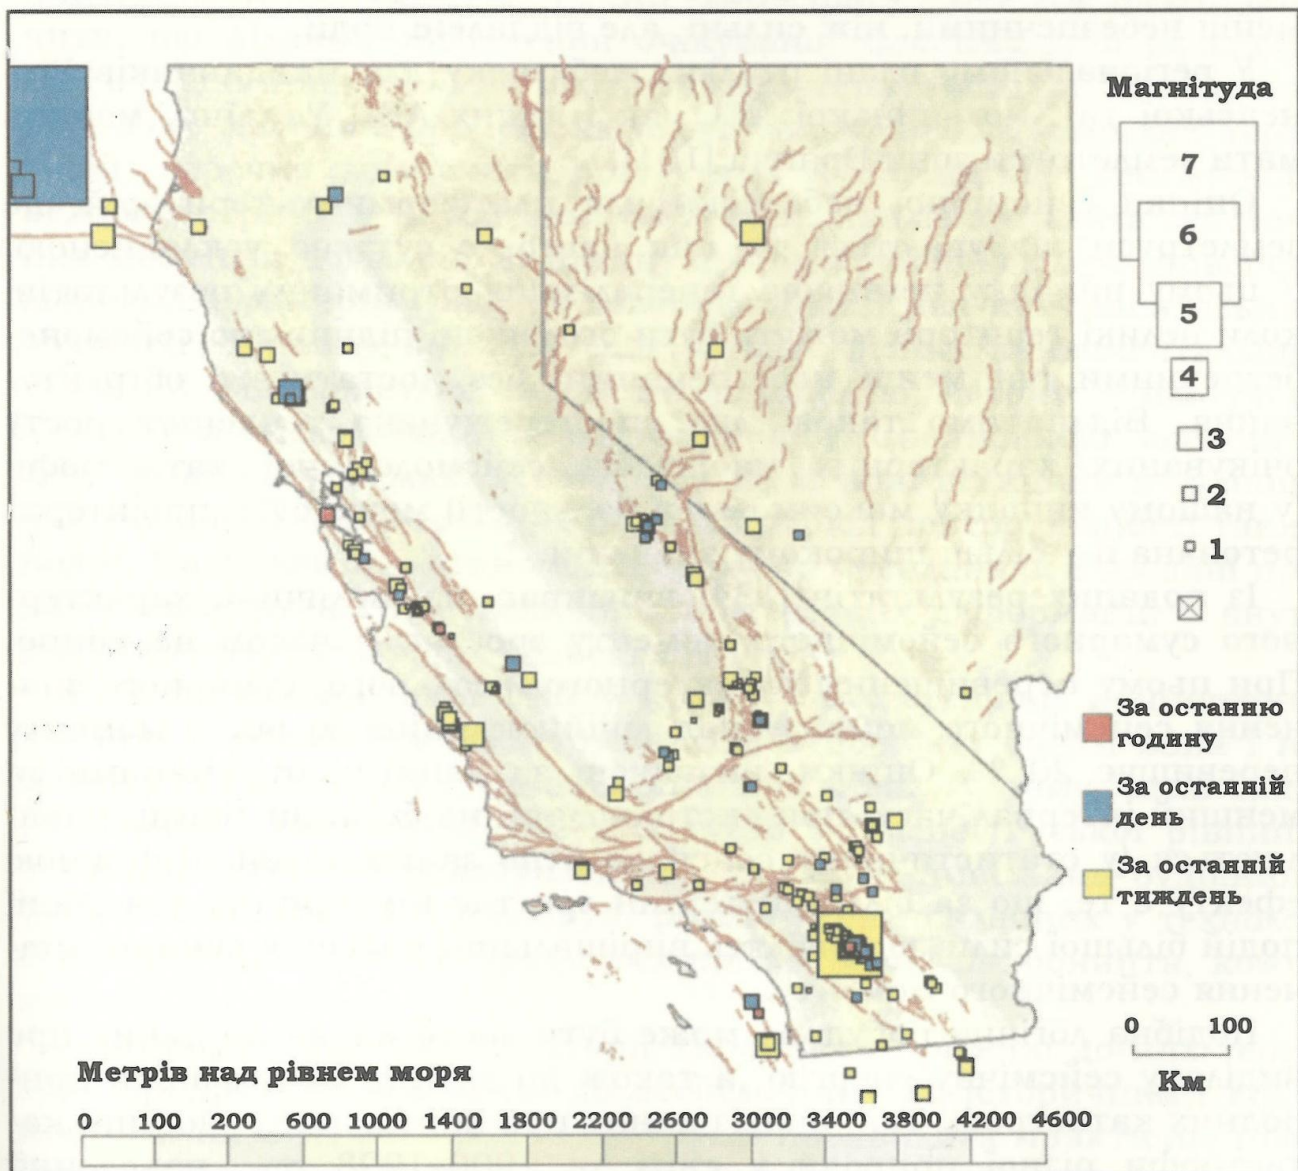 Магнітуда
7
6
5
4
3
2
1
За останню
годину
За останній
день
За останній
тиждень
0 100
Км
Метрів над рівнем моря
0 100 200 600 1000 1400 1800 2200 2600 3000 3400 3800 4200 4600